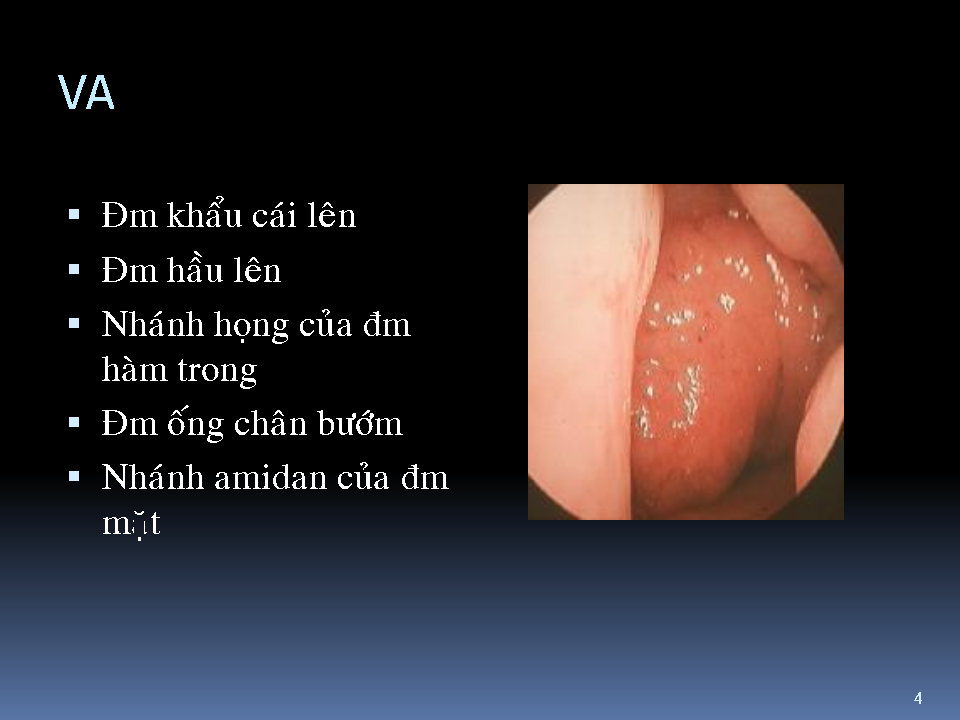 VA
▪ Đm khẩu cái lên
▪ Đm hầu lên
▪ Nhánh họng của đm
hàm trong
▪ Đm ống chân bướm
▪ Nhánh amidan của đm
mặt
4